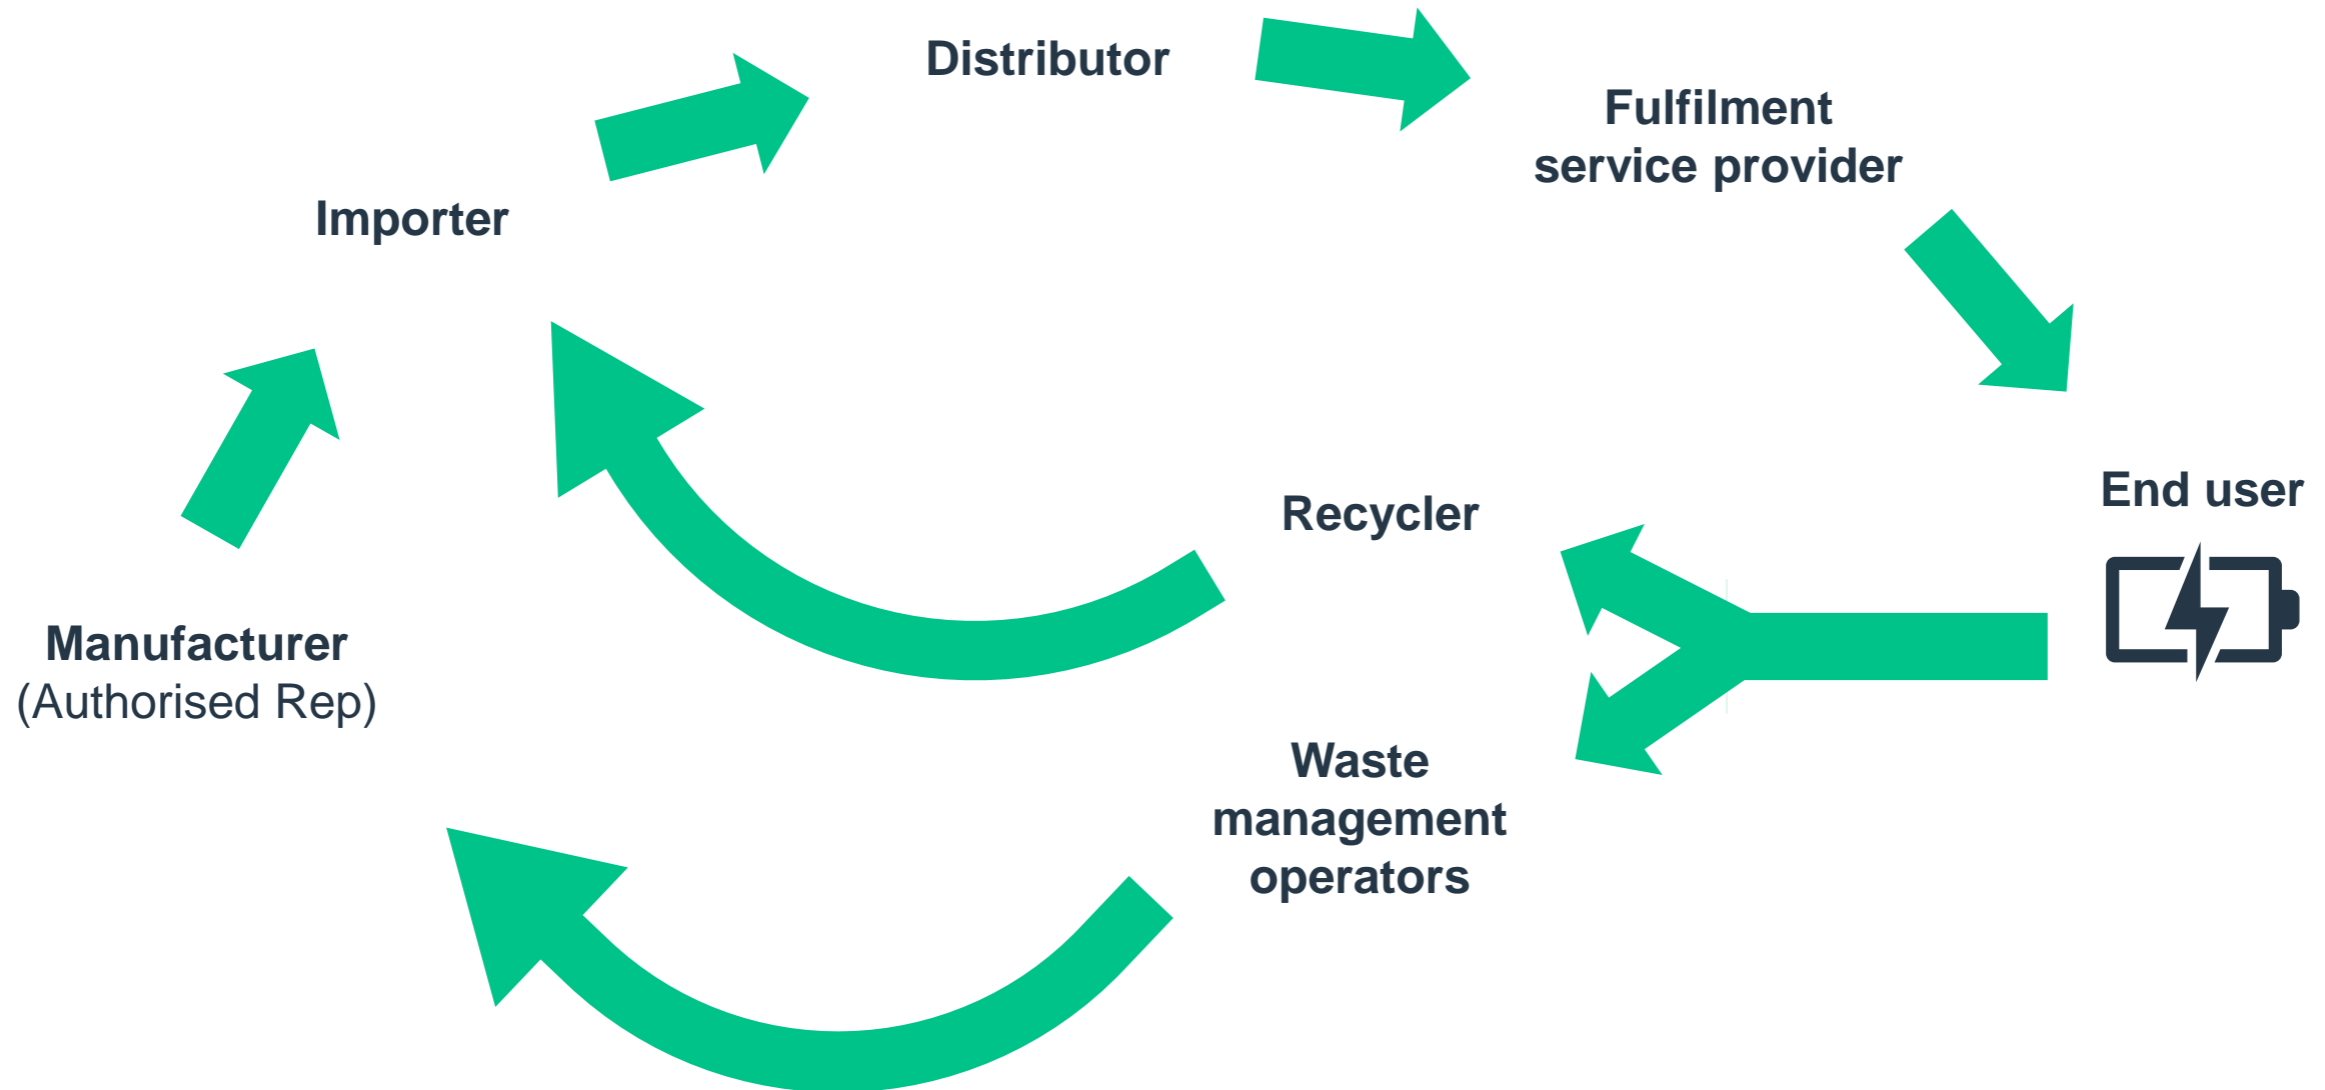 Distributor
Fulfilment
service provider
Importer
End user
Recycler
Manufacturer
(Authorised Rep)
Waste
management
operators